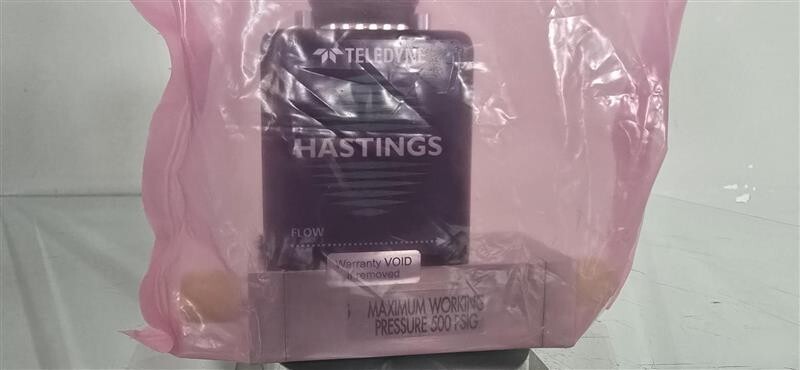 TELEDYNE
HASTINGS
FLOW
Warranty VOID
if removed
MAXIMUM WORKING
PRESSURE 500 PSIG